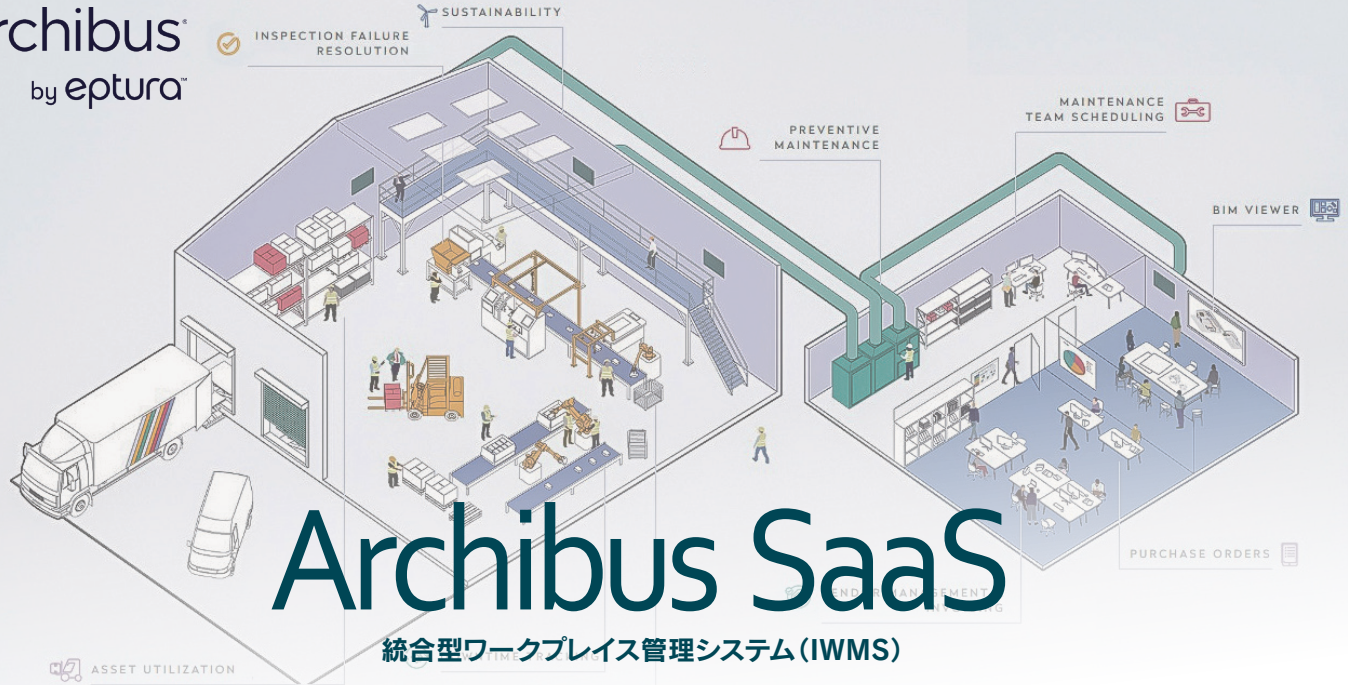 rchibus®
by eptura™
SUSTAINABILITY
INSPECTION FAILURE
RESOLUTION
MAINTENANCE
TEAM SCHEDULING
PREVENTIVE
MAINTENANCE
BIM VIEWER
Archibus SaaS
PURCHASE ORDERS
統合型ワークプレイス管理システム（IWMS）
ASSET UTILIZATION